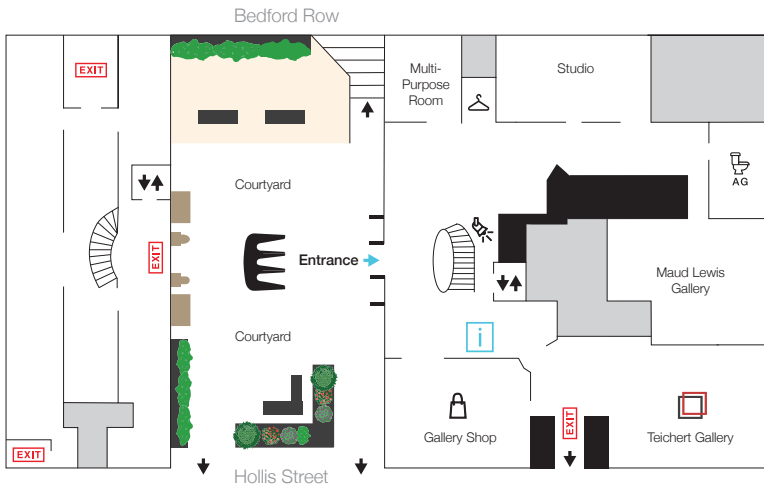 Bedford Row
EXIT
Multi-
Purpose
Room
Studio
AG
Courtyard
EXIT
Entrance
Maud Lewis
Gallery
i
Courtyard
Gallery Shop
EXIT
Teichert Gallery
EXIT
Hollis Street